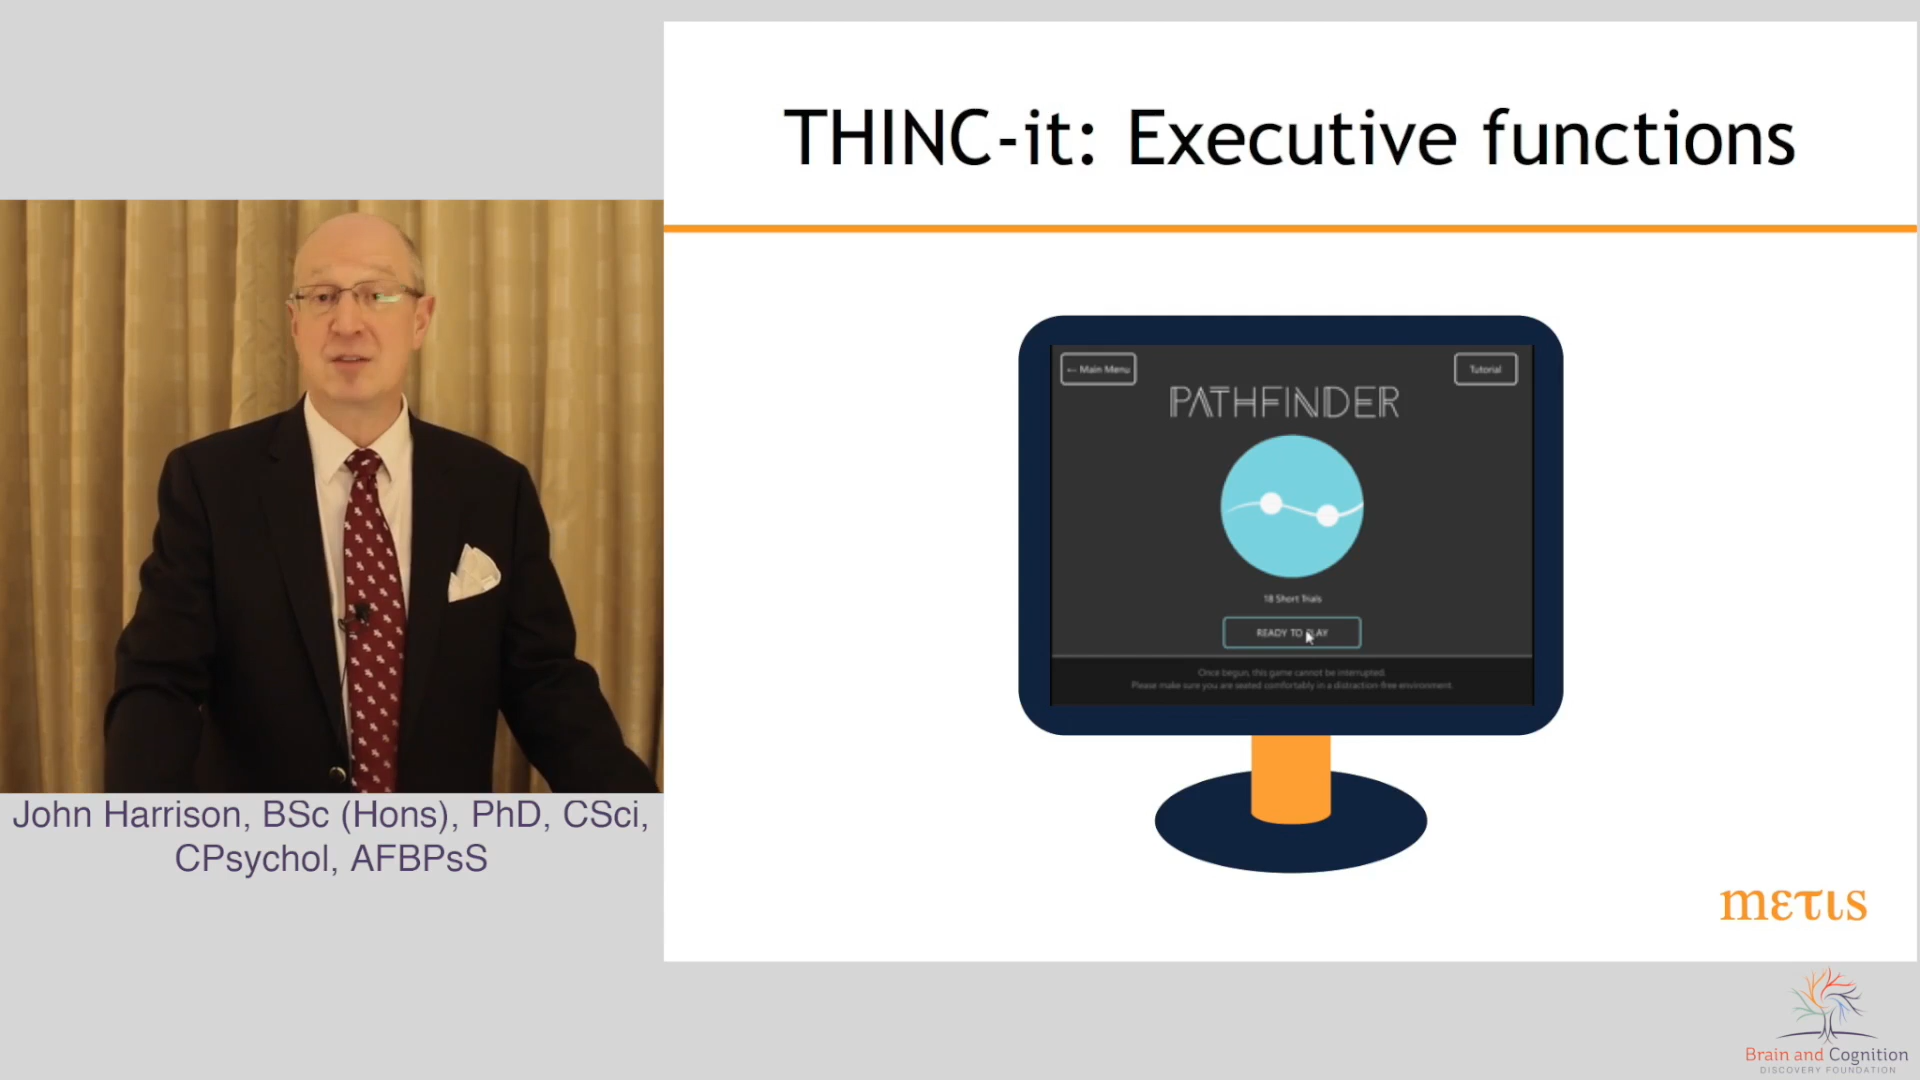 THINC-it: Executive functions
← Main Menu
Tutorial
PATHFINDER
18 Short Trials
READY TO PLAY
Once begun, this game cannot be interrupted.
Please make sure you are seated comfortably in a distraction-free environment.
John Harrison, BSc (Hons), PhD, CSci,
CPsychol, AFBPsS
mετιs
Brain and Cognition
DISCOVERY FOUNDATION